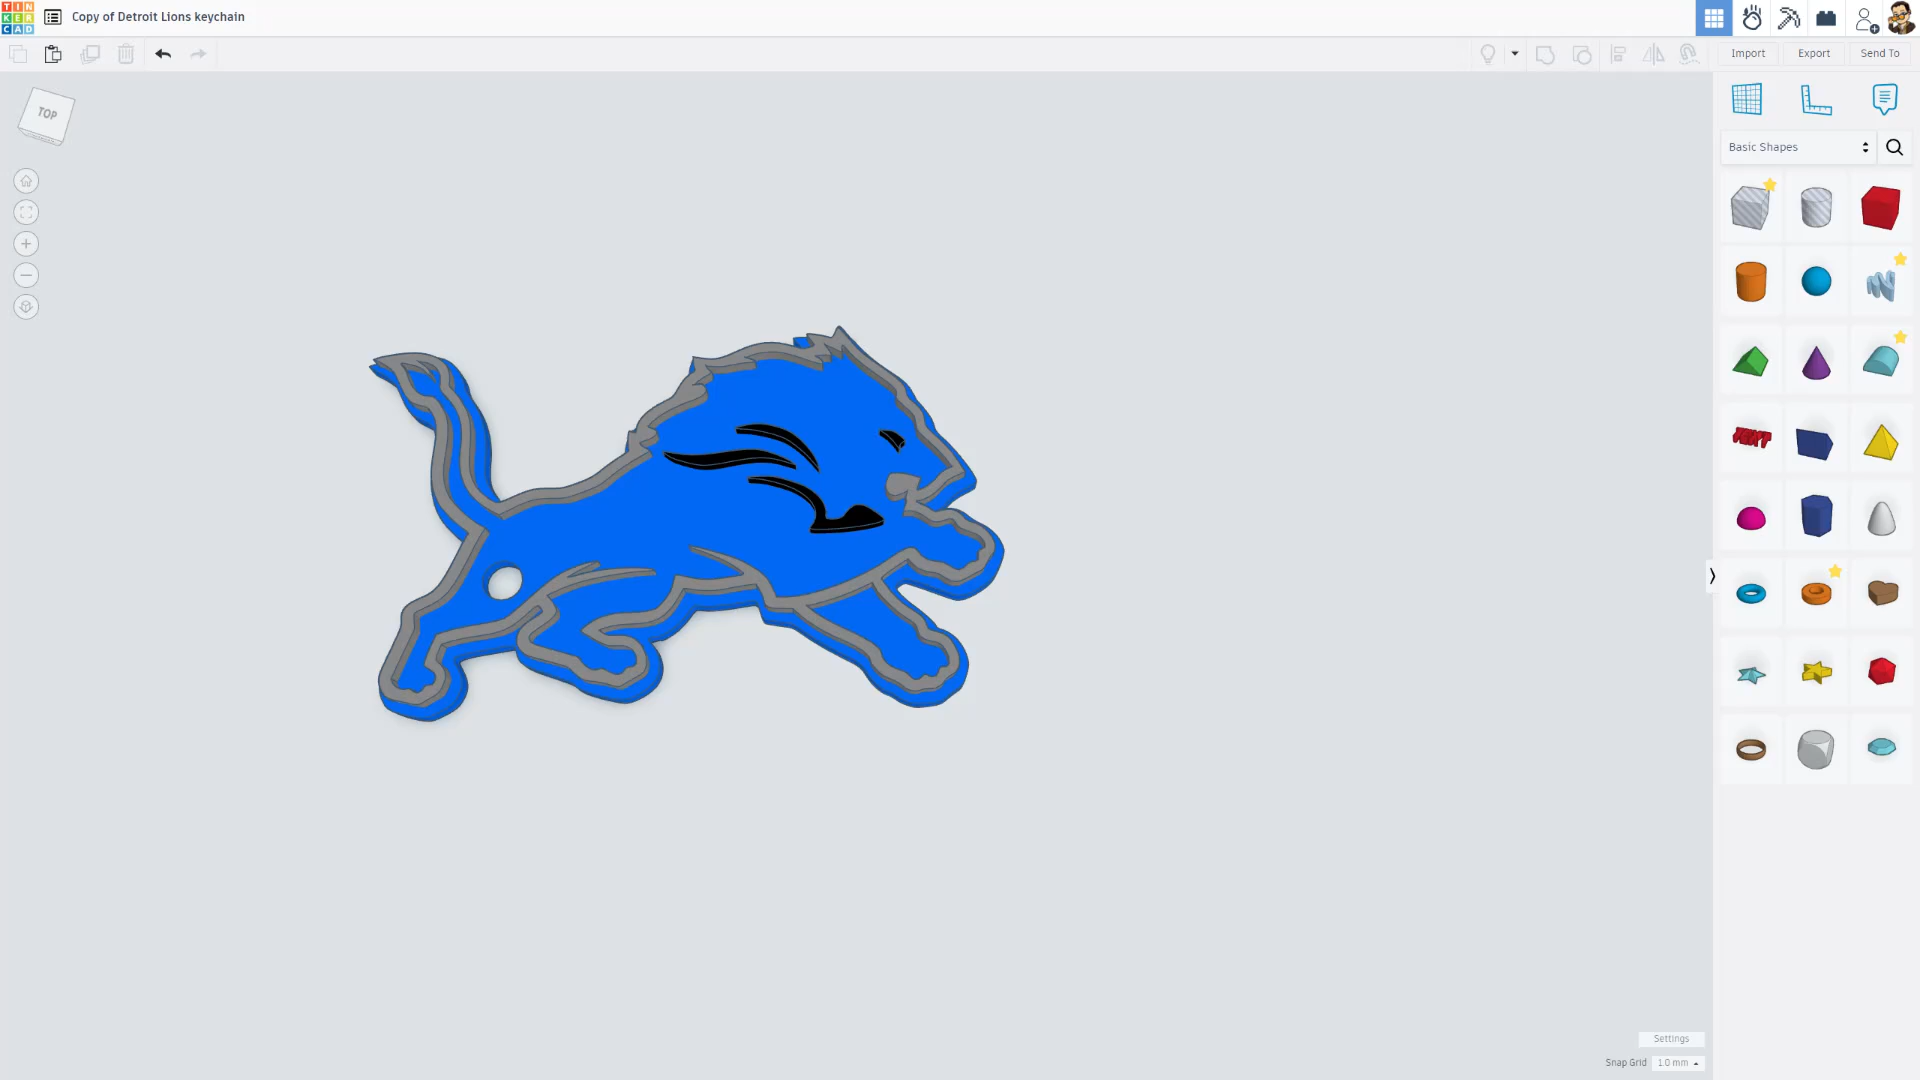 TIN
KER
CAD
Copy of Detroit Lions keychain
Import
Export
Send To
TOP
Basic Shapes
TEXT
Settings
Snap Grid
1.0 mm